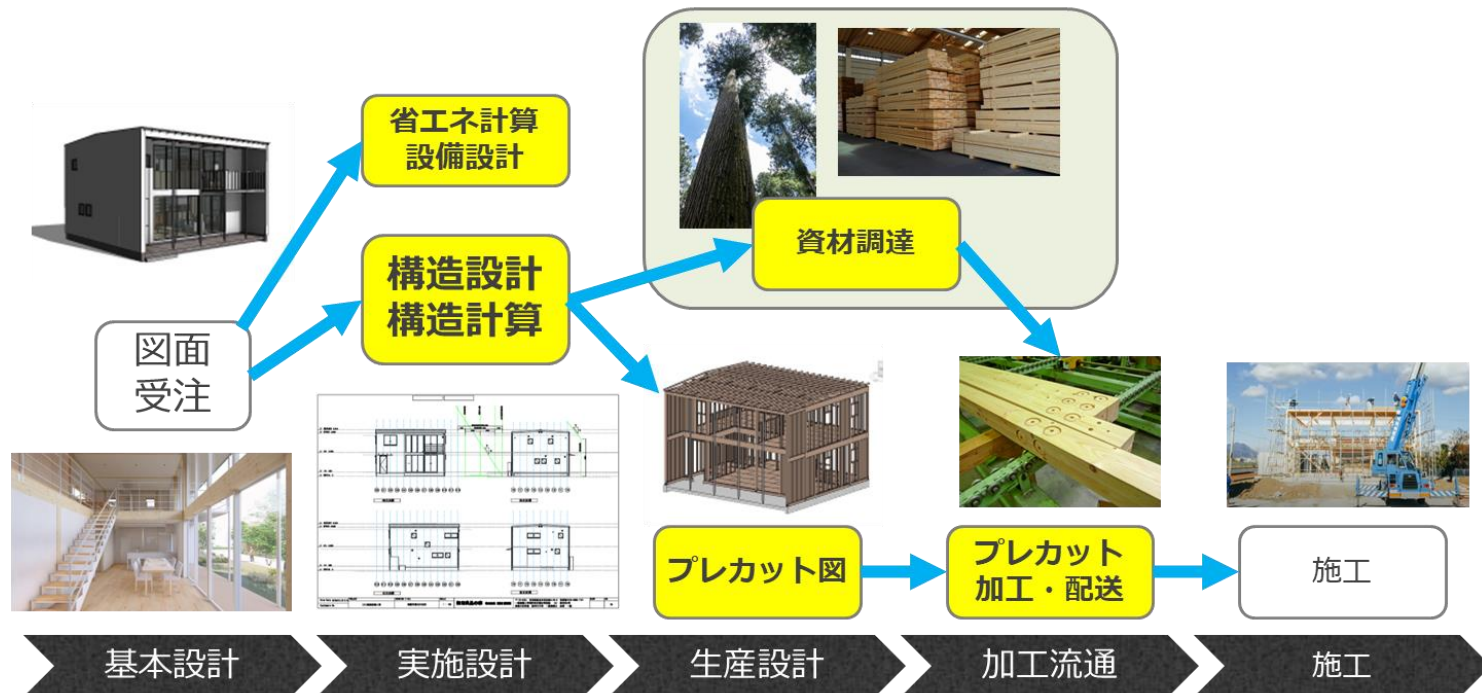 省エネ計算
設備設計
構造設計
構造計算
資材調達
図面
受注
プレカット図
プレカット
加工・配送
施工
基本設計
実施設計
生産設計
加工流通
施工